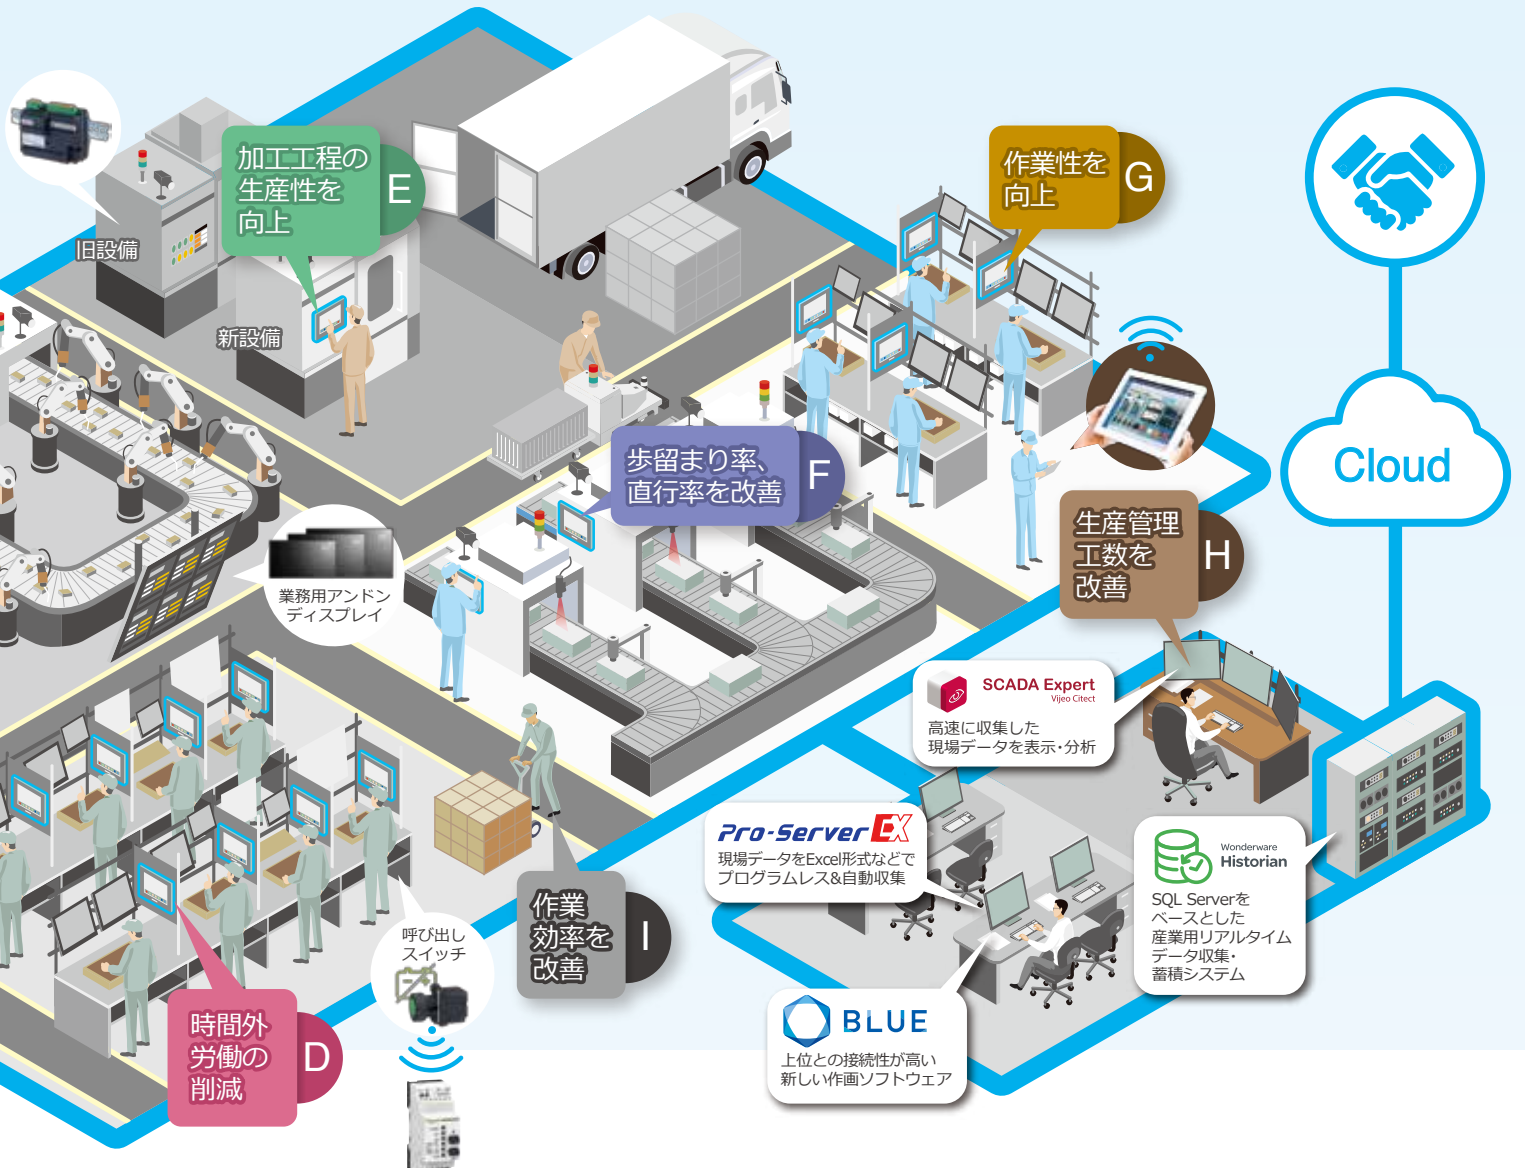 加工工程の
生産性を
向上
E
旧設備
新設備
作業性を
向上
G
Cloud
歩留まり率、
直行率を改善
F
生産管理
工数を
改善
H
業務用アンドン
ディスプレイ
SCADA Expert
Vijeo Citect
高速に収集した
現場データを表示・分析
Pro-Server EX
現場データをExcel形式などで
プログラムレス&自動収集
Wonderware
Historian
SQL Serverを
ベースとした
産業用リアルタイム
データ収集・
蓄積システム
作業
効率を
改善
I
呼び出し
スイッチ
時間外
労働の
削減
D
BLUE
上位との接続性が高い
新しい作画ソフトウェア